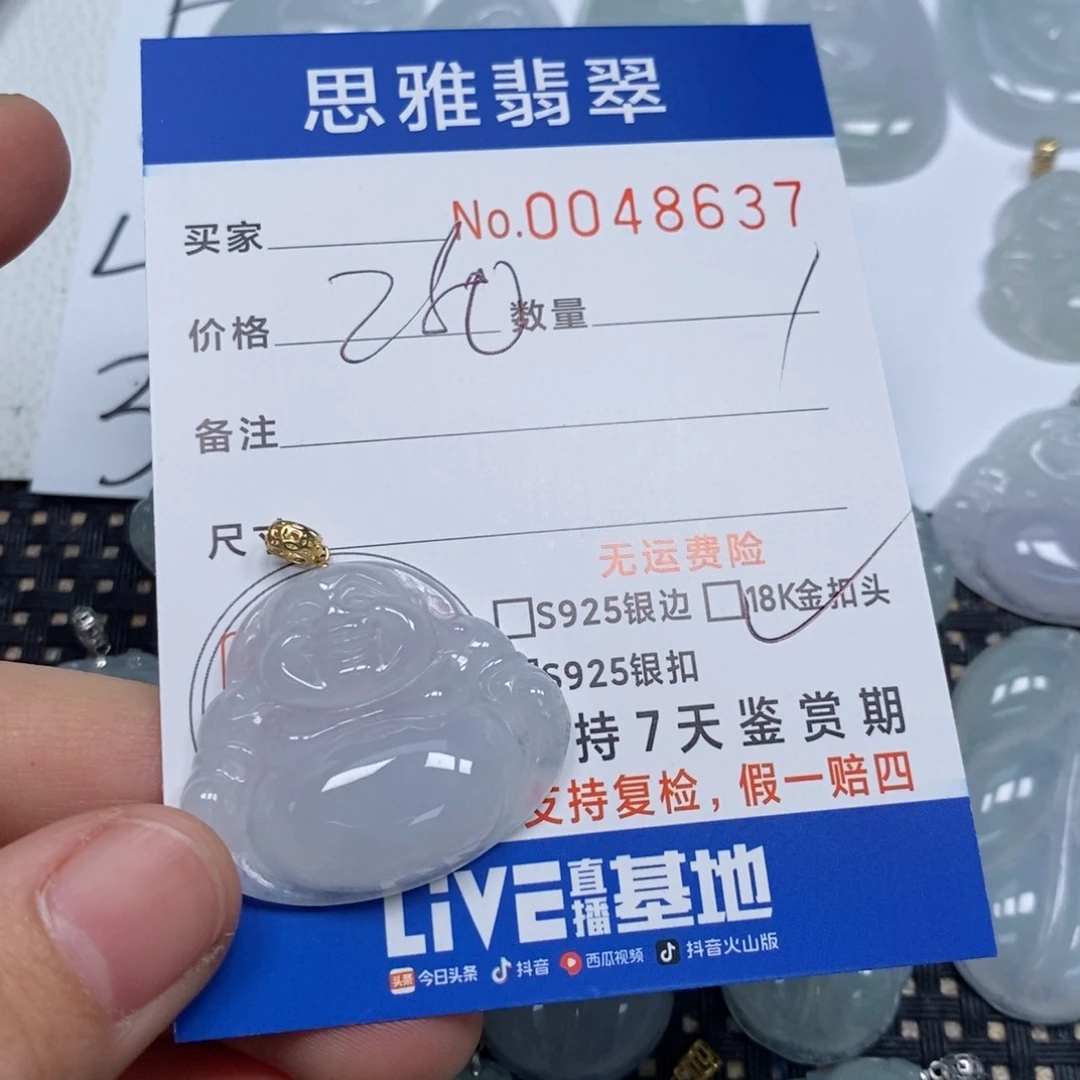 思雅翡翠
No.0048637
买家
价格 280 数量 1
备注
尺
无运费险
S925银边 18K金扣头
S925银扣
持7天鉴赏期
支持复检，假一赔四
LiVE直播基地
头条 今日头条 抖音 西瓜视频 抖音火山版